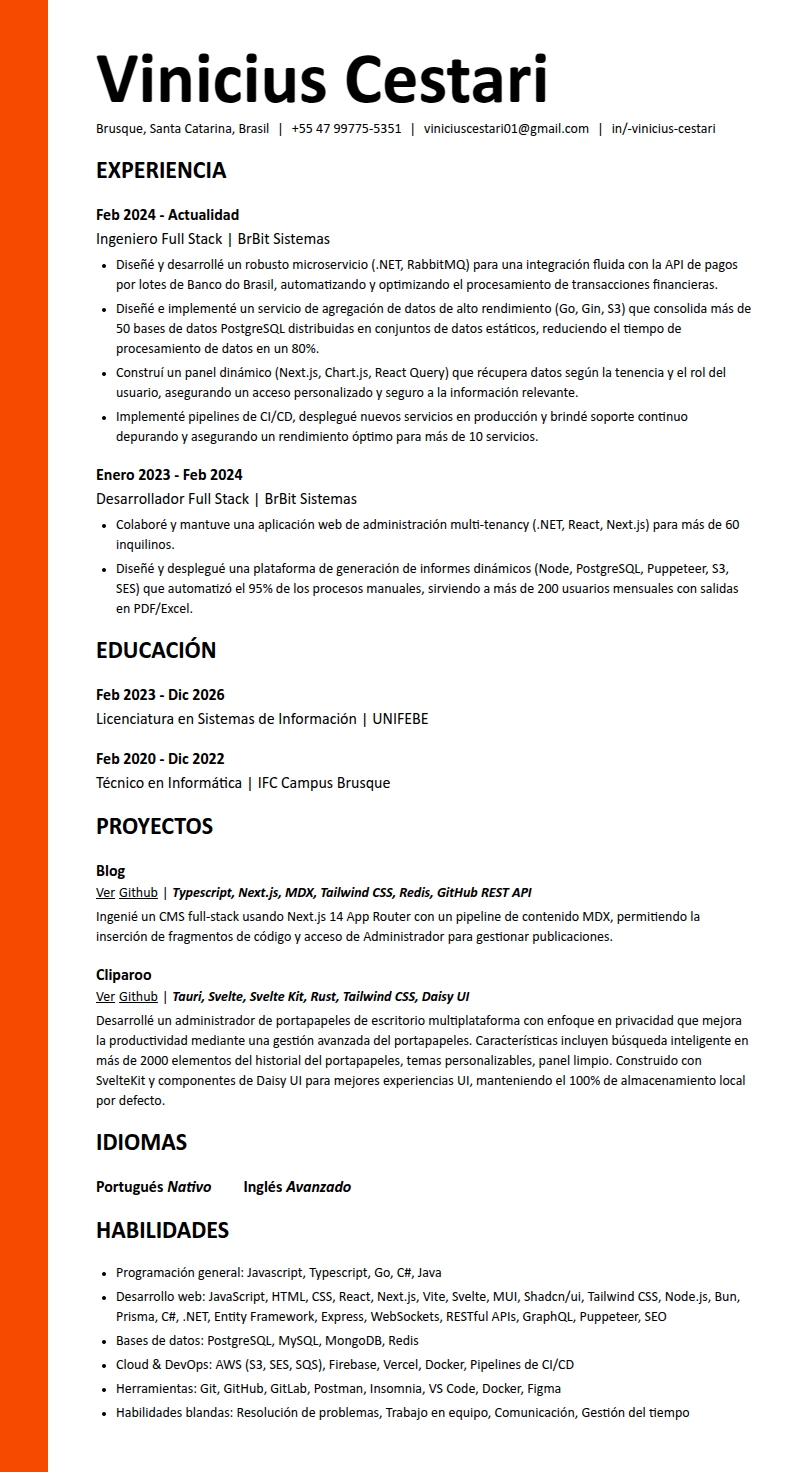 Vinicius Cestari
Brusque, Santa Catarina, Brasil | +55 47 99775-5351 | viniciuscestari01@gmail.com | in/-vinicius-cestari
EXPERIENCIA
Feb 2024 - Actualidad
Ingeniero Full Stack | BrBit Sistemas
• Diseñé y desarrollé un robusto microservicio (.NET, RabbitMQ) para una integración fluida con la API de pagos
por lotes de Banco do Brasil, automatizando y optimizando el procesamiento de transacciones financieras.
• Diseñé e implementé un servicio de agregación de datos de alto rendimiento (Go, Gin, S3) que consolida más de
50 bases de datos PostgreSQL distribuidas en conjuntos de datos estáticos, reduciendo el tiempo de
procesamiento de datos en un 80%.
• Construí un panel dinámico (Next.js, Chart.js, React Query) que récupera datos según la tenencia y el rol del
usuario, asegurando un acceso personalizado y seguro a la información relevante.
• Implementé pipelines de CI/CD, desplegué nuevos servicios en producción y brindé soporte continuo
depurando y asegurando un rendimiento óptimo para más de 10 servicios.
Enero 2023 - Feb 2024
Desarrollador Full Stack | BrBit Sistemas
• Colaboré y mantuve una aplicación web de administración multi-tenancy (.NET, React, Next.js) para más de 60
inquilinos.
• Diseñé y desplegué una plataforma de generación de informes dinámicos (Node, PostgreSQL, Puppeteer, S3,
SES) que automatizó el 95% de los procesos manuales, sirviendo a más de 200 usuarios mensuales con salidas
en PDF/Excel.
EDUCACIÓN
Feb 2023 - Dic 2026
Licenciatura en Sistemas de Información | UNIFEBE
Feb 2020 - Dic 2022
Técnico en Informática | IFC Campus Brusque
PROYECTOS
Blog
Ver Github | Typescript, Next.js, MDX, Tailwind CSS, Redis, GitHub REST API
Ingenié un CMS full-stack usando Next.js 14 App Router con un pipeline de contenido MDX, permitiendo la
inserción de fragmentos de código y acceso de Administrador para gestionar publicaciones.
Cliparoo
Ver Github | Tauri, Svelte, Svelte Kit, Rust, Tailwind CSS, Daisy UI
Desarrollé un administrador de portapapeles de escritorio multiplataforma con enfoque en privacidad que mejora
la productividad mediante una gestión avanzada del portapapeles. Características incluyen búsqueda inteligente en
más de 2000 elementos del historial del portapapeles, temas personalizables, panel limpio. Construido con
SvelteKit y componentes de Daisy UI para mejores experiencias UI, manteniendo el 100% de almacenamiento local
por defecto.
IDIOMAS
Portugués Nativo Inglés Avanzado
HABILIDADES
• Programación general: Javascript, Typescript, Go, C#, Java
• Desarrollo web: JavaScript, HTML, CSS, React, Next.js, Vite, Svelte, MUI, Shadcn/ui, Tailwind CSS, Node.js, Bun,
Prisma, C#, .NET, Entity Framework, Express, WebSockets, RESTful APIs, GraphQL, Puppeteer, SEO
• Bases de datos: PostgreSQL, MySQL, MongoDB, Redis
• Cloud & DevOps: AWS (S3, SES, SQS), Firebase, Vercel, Docker, Pipelines de CI/CD
• Herramientas: Git, GitHub, GitLab, Postman, Insomnia, VS Code, Docker, Figma
• Habilidades blandas: Resolución de problemas, Trabajo en equipo, Comunicación, Gestión del tiempo